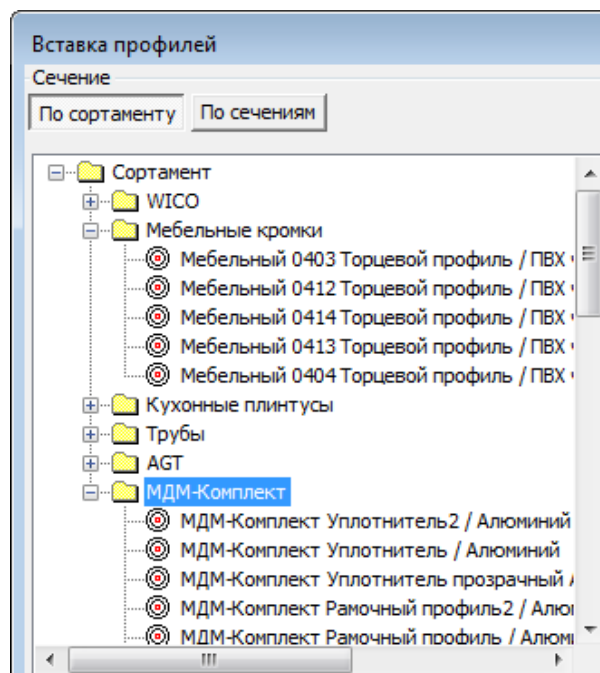 Вставка профилей
Сечение
По сортаменту По сечениям
Сортамент
WICO
Мебельные кромки
Мебельный 0403 Торцевой профиль / ПВХ
Мебельный 0412 Торцевой профиль / ПВХ
Мебельный 0414 Торцевой профиль / ПВХ
Мебельный 0413 Торцевой профиль / ПВХ
Мебельный 0404 Торцевой профиль / ПВХ
Кухонные плинтусы
Трубы
AGT
МДМ-Комплект
МДМ-Комплект Уплотнитель2 / Алюминий
МДМ-Комплект Уплотнитель / Алюминий
МДМ-Комплект Уплотнитель прозрачный
МДМ-Комплект Рамочный профиль2 /
МДМ-Комплект Рамочный профиль /